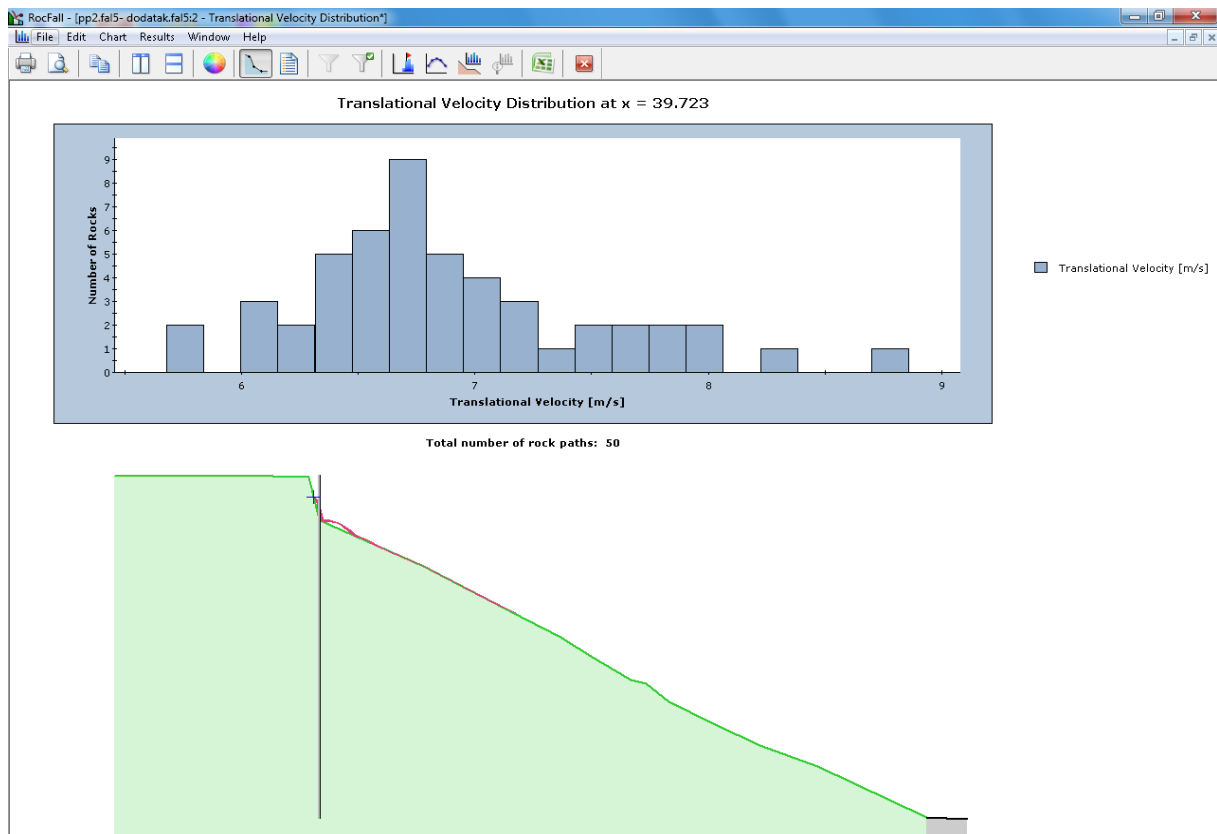 RocFall - [pp2.fal5- dodatak.fal5:2 - Translational Velocity Distribution*]
File Edit Chart Results Window Help
Translational Velocity Distribution at x = 39.723
9
8
7
6
5
4
3
2
1
0
Number of Rocks
6 7 8 9
Translational Velocity [m/s]
Translational Velocity [m/s]
Total number of rock paths: 50